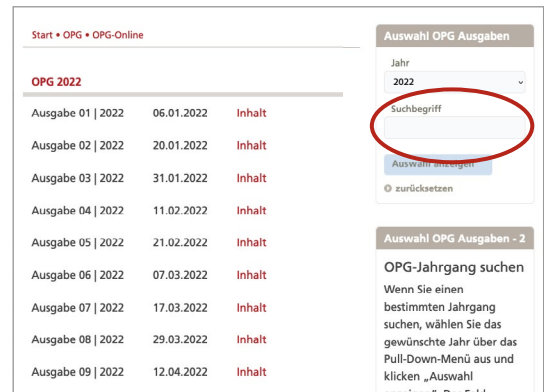 Start • OPG • OPG-Online
OPG 2022
Ausgabe 01 | 2022 06.01.2022 Inhalt
Ausgabe 02 | 2022 20.01.2022 Inhalt
Ausgabe 03 | 2022 31.01.2022 Inhalt
Ausgabe 04 | 2022 11.02.2022 Inhalt
Ausgabe 05 | 2022 21.02.2022 Inhalt
Ausgabe 06 | 2022 07.03.2022 Inhalt
Ausgabe 07 | 2022 17.03.2022 Inhalt
Ausgabe 08 | 2022 29.03.2022 Inhalt
Ausgabe 09 | 2022 12.04.2022 Inhalt
Auswahl OPG Ausgaben
Jahr
2022
Suchbegriff
Auswahl anzeigen
zurücksetzen
Auswahl OPG Ausgaben - 2
OPG-Jahrgang suchen
Wenn Sie einen
bestimmten Jahrgang
suchen, wählen Sie das
gewünschte Jahr über das
Pull-Down-Menü aus und
klicken „Auswahl